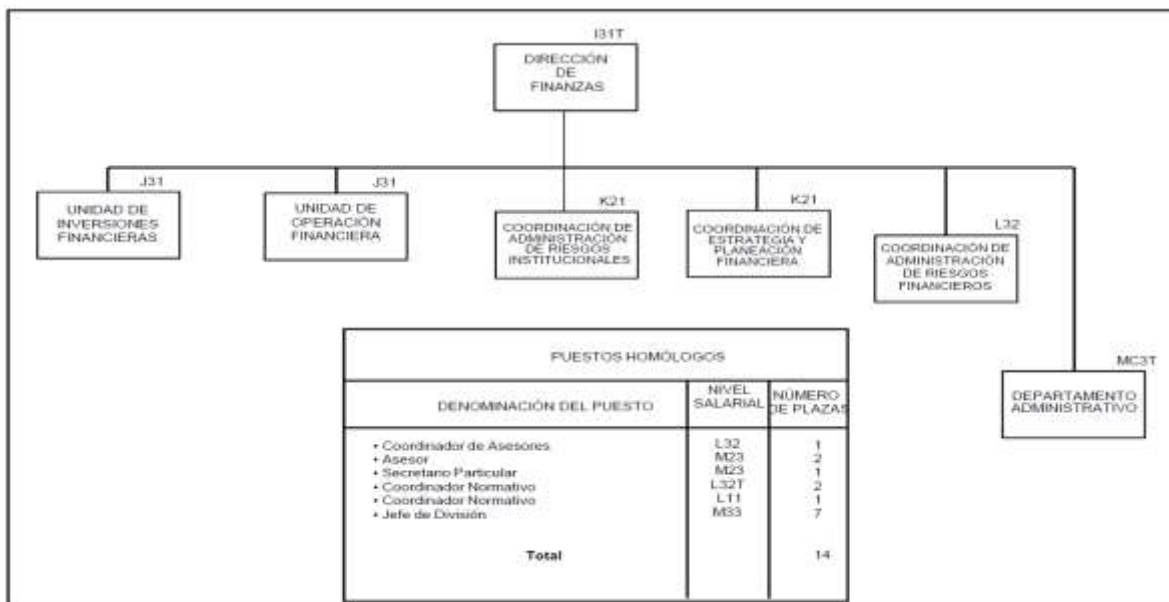 I31T
DIRECCIÓN
DE
FINANZAS
J31
UNIDAD DE
INVERSIONES
FINANCIERAS
J31
UNIDAD DE
OPERACIÓN
FINANCIERA
K21
COORDINACIÓN DE
ADMINISTRACIÓN
DE RIESGOS
INSTITUCIONALES
K21
COORDINACIÓN DE
ESTRATEGIA Y
PLANEACIÓN
FINANCIERA
L32
COORDINACIÓN DE
ADMINISTRACIÓN
DE RIESGOS
FINANCIEROS
MC3T
DEPARTAMENTO
ADMINISTRATIVO
PUESTOS HOMÓLOGOS
DENOMINACIÓN DEL PUESTO
NIVEL
SALARIAL
NÚMERO
DE PLAZAS
• Coordinador de Asesores L32 1
• Asesor M23 2
• Secretario Particular M23 1
• Coordinador Normativo L32T 2
• Coordinador Normativo L11 1
• Jefe de División M33 7
Total 14